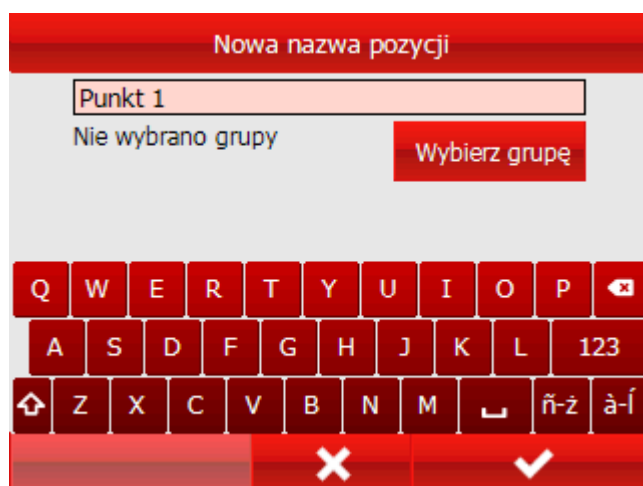 Nowa nazwa pozycji
Punkt 1
Nie wybrano grupy
Wybierz grupę
Q W E R T Y U I O P
A S D F G H J K L 123
Z X C V B N M ñ-ż à-Í